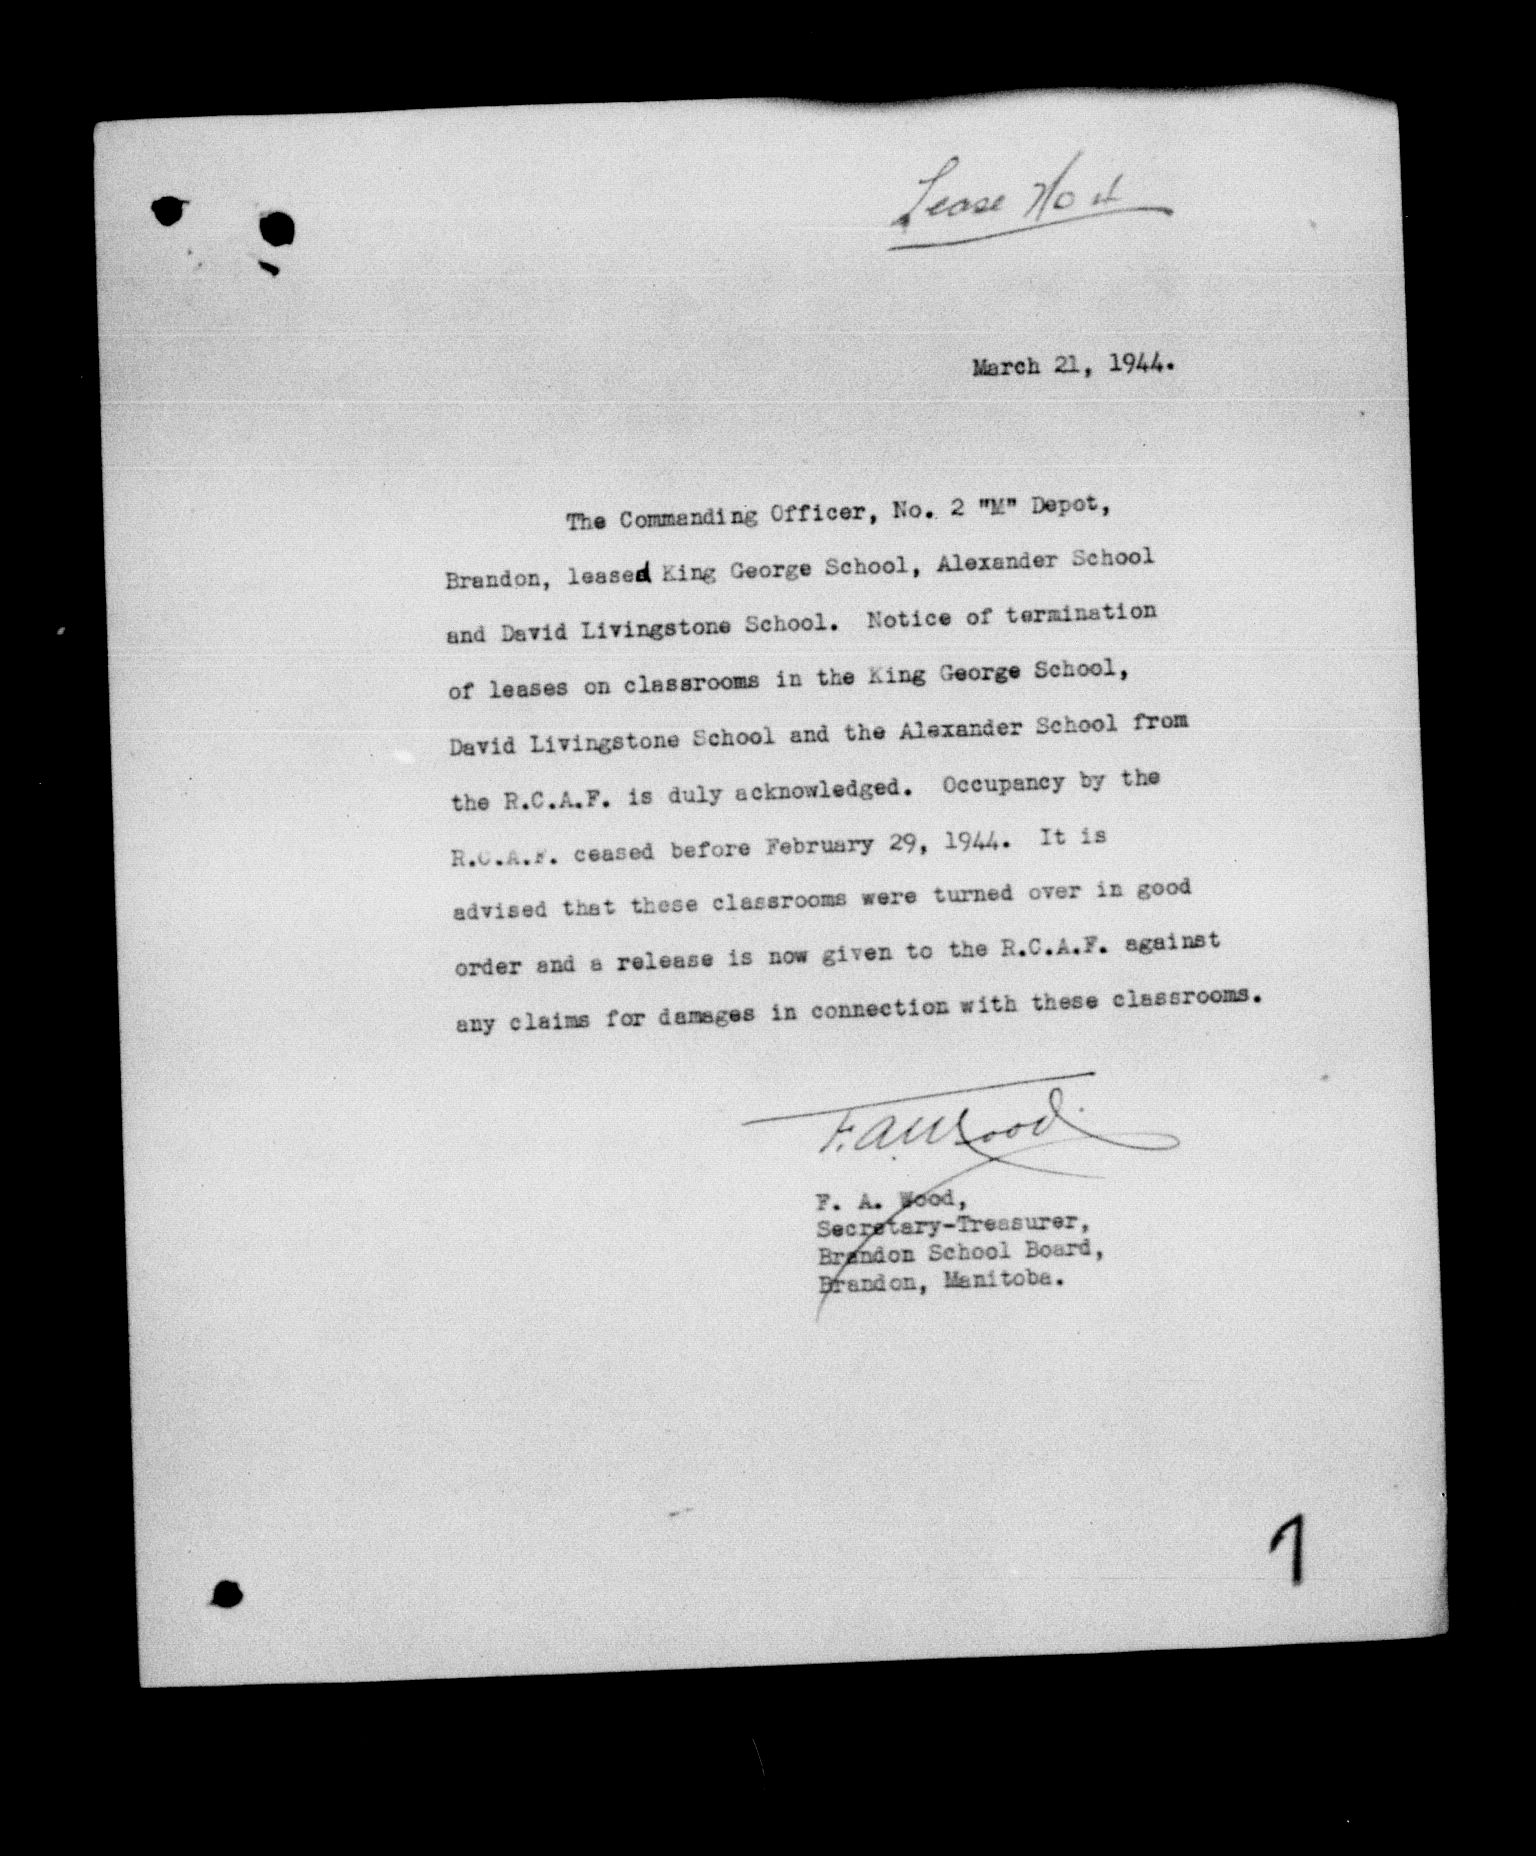 Lease No
March 21, 1944.
The Commanding Officer, No. 2 "M" Depot,
Brandon, leased King George School, Alexander School
and David Livingstone School. Notice of termination
of leases on classrooms in the King George School,
David Livingstone School and the Alexander School from
the R.C.A.F. is duly acknowledged. Occupancy by the
R.C.A.F. ceased before February 29, 1944. It is
advised that these classrooms were turned over in good
order and a release is now given to the R.C.A.F. against
any claims for damages in connection with these classrooms.
F. A. Wood
F. A. Wood,
Secretary-Treasurer,
Brandon School Board,
Brandon, Manitoba.